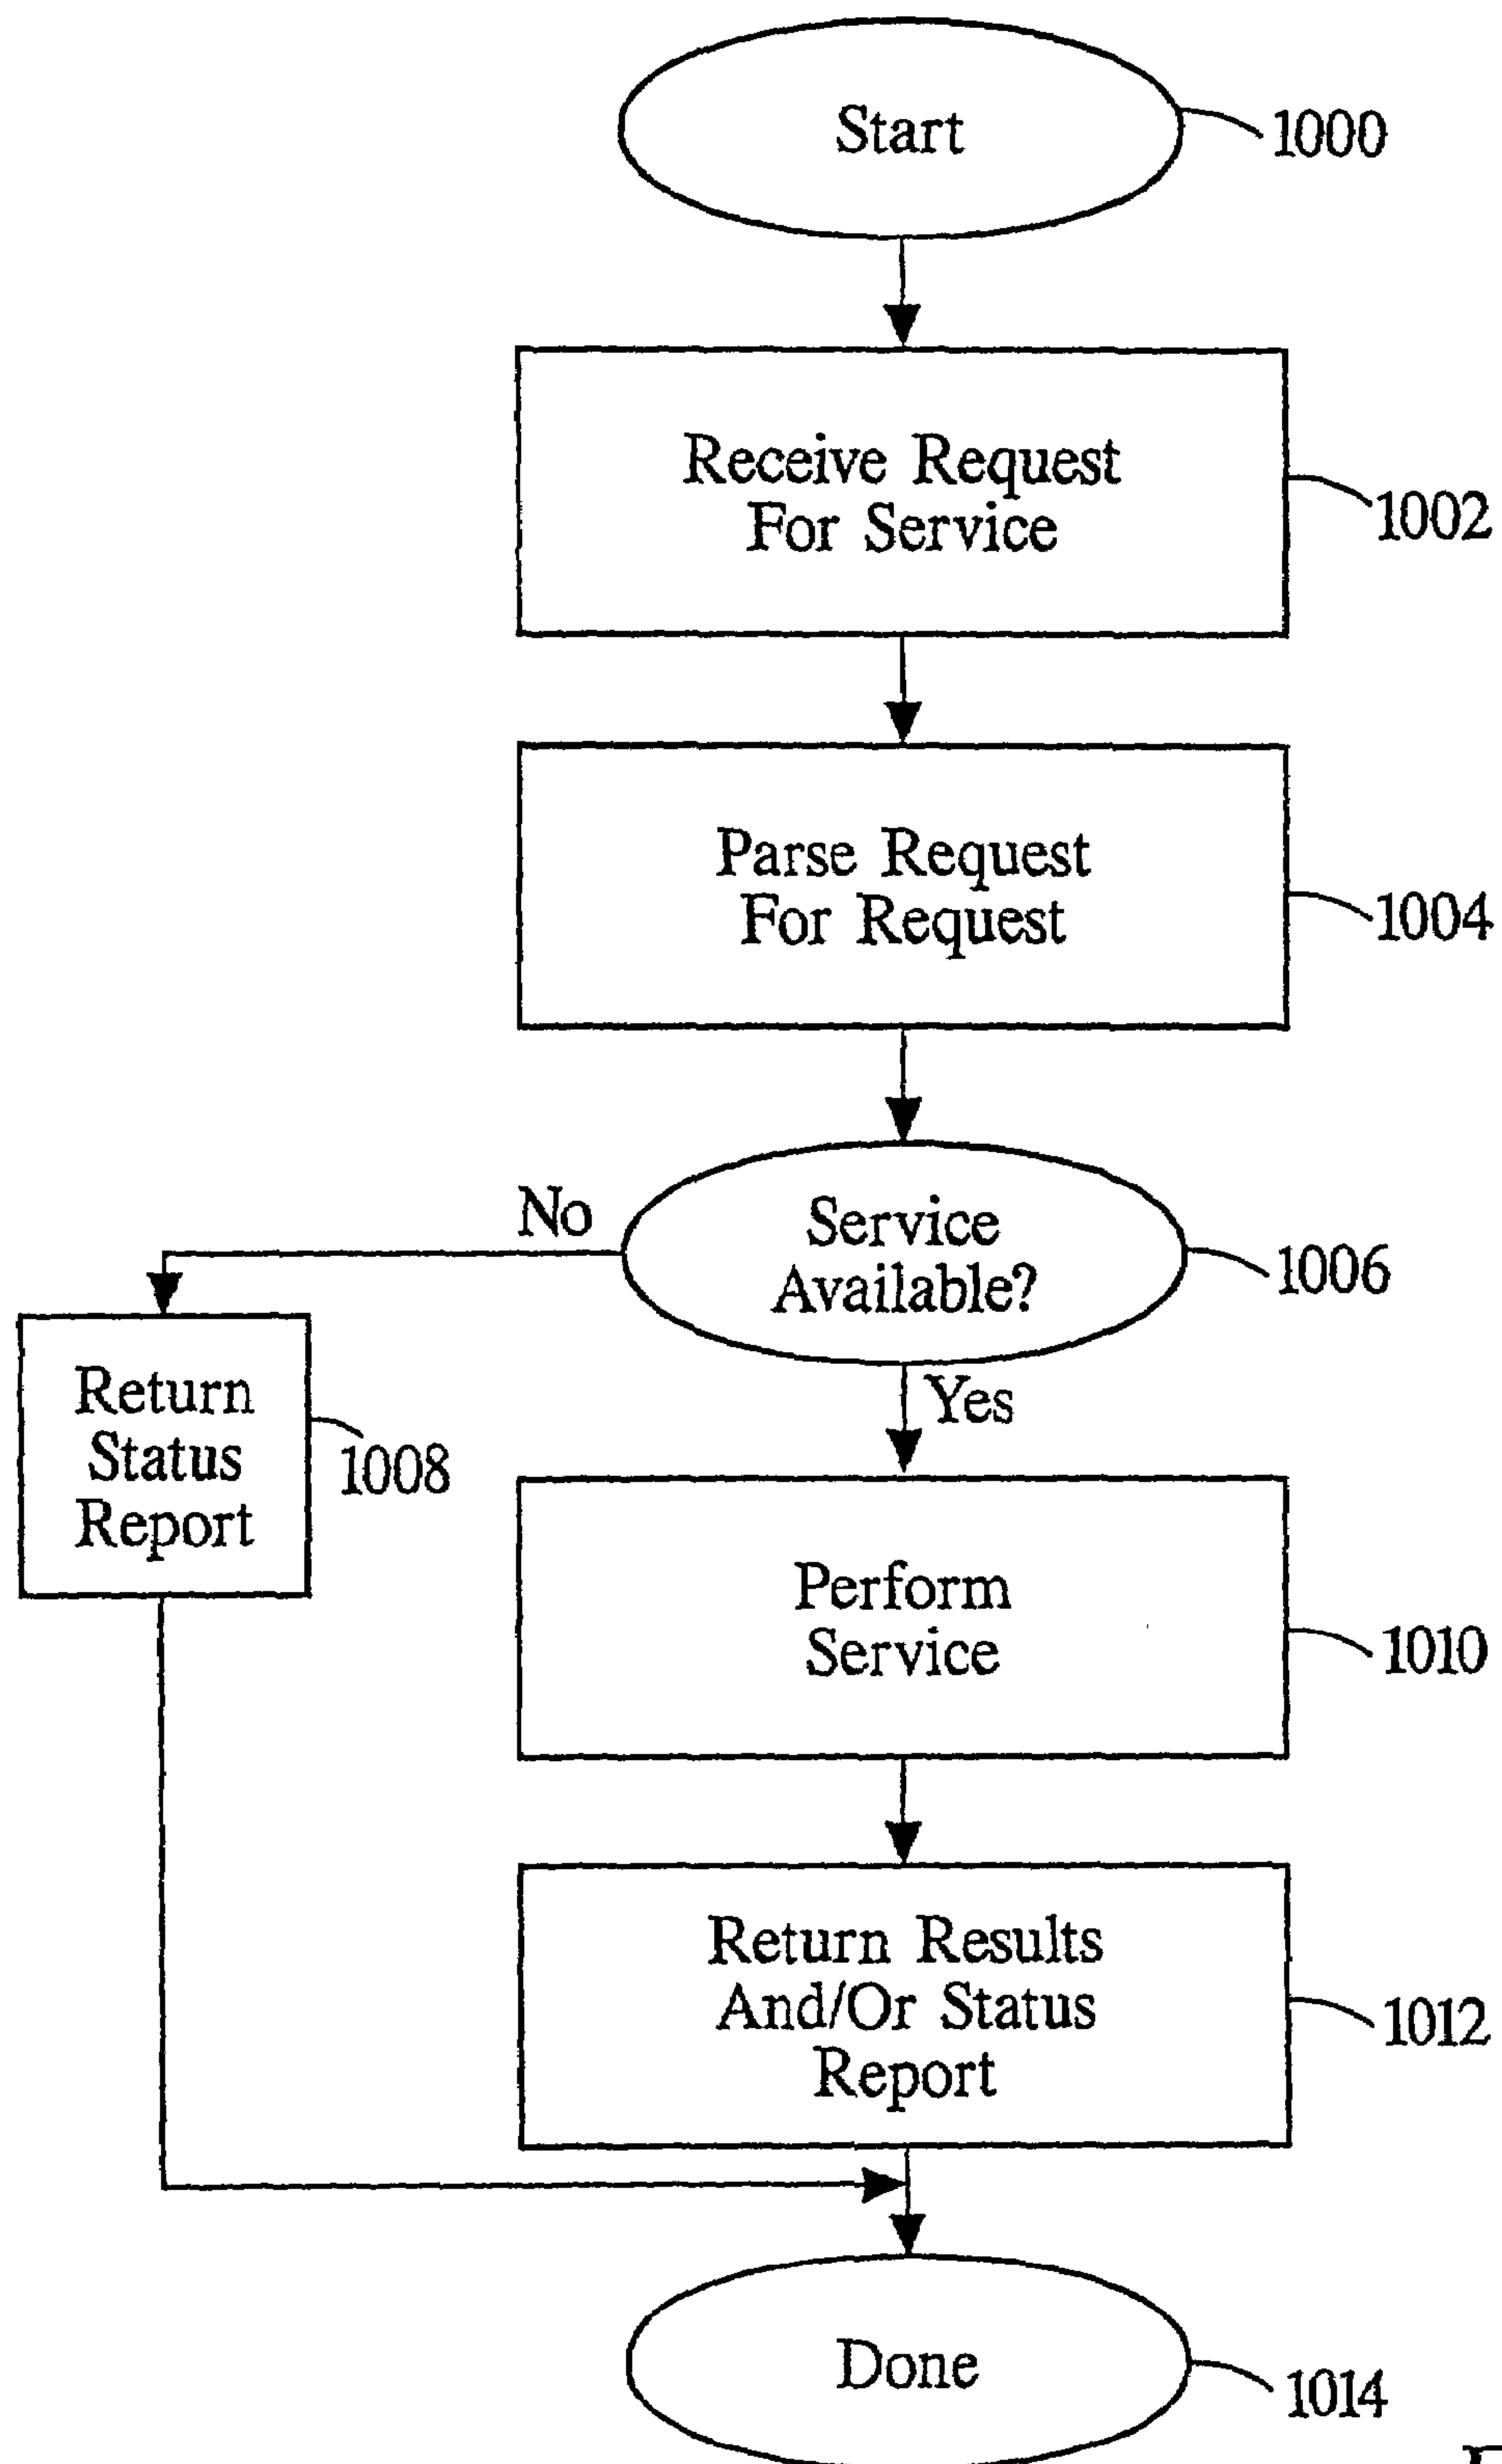 Start
1000
Receive Request
For Service
1002
Parse Request
For Request
1004
No
Service
Available?
1006
Yes
Return
Status
Report
1008
Perform
Service
1010
Return Results
And/Or Status
Report
1012
Done
1014